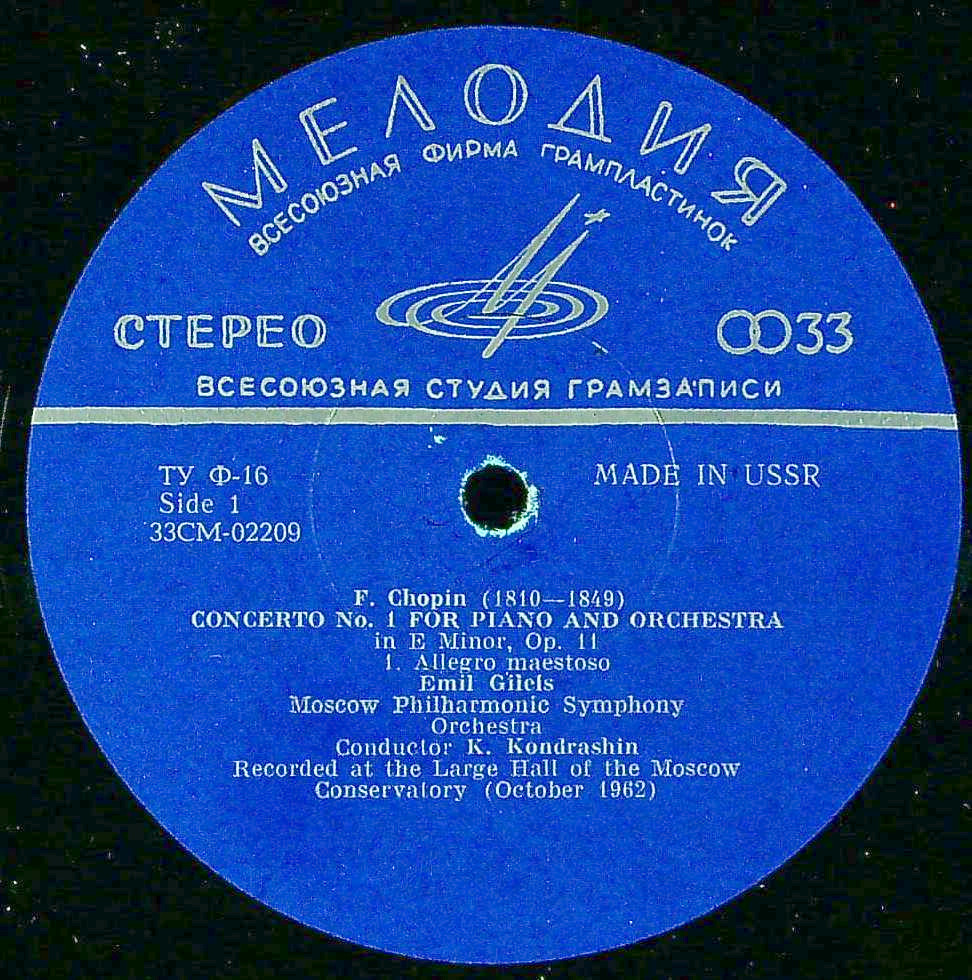 МЕЛОДИЯ
ВСЕСОЮЗНАЯ ФИРМА ГРАМПЛАСТИНОК
СТЕРЕО
33
ВСЕСОЮЗНАЯ СТУДИЯ ГРАМЗАПИСИ
ТУ Ф-16
MADE IN USSR
Side 1
33СМ-02209
F. Chopin (1810—1849)
CONCERTO No. 1 FOR PIANO AND ORCHESTRA
in E Minor, Op. 11
1. Allegro maestoso
Emil Gilels
Moscow Philharmonic Symphony
Orchestra
Conductor K. Kondrashin
Recorded at the Large Hall of the Moscow
Conservatory (October 1962)